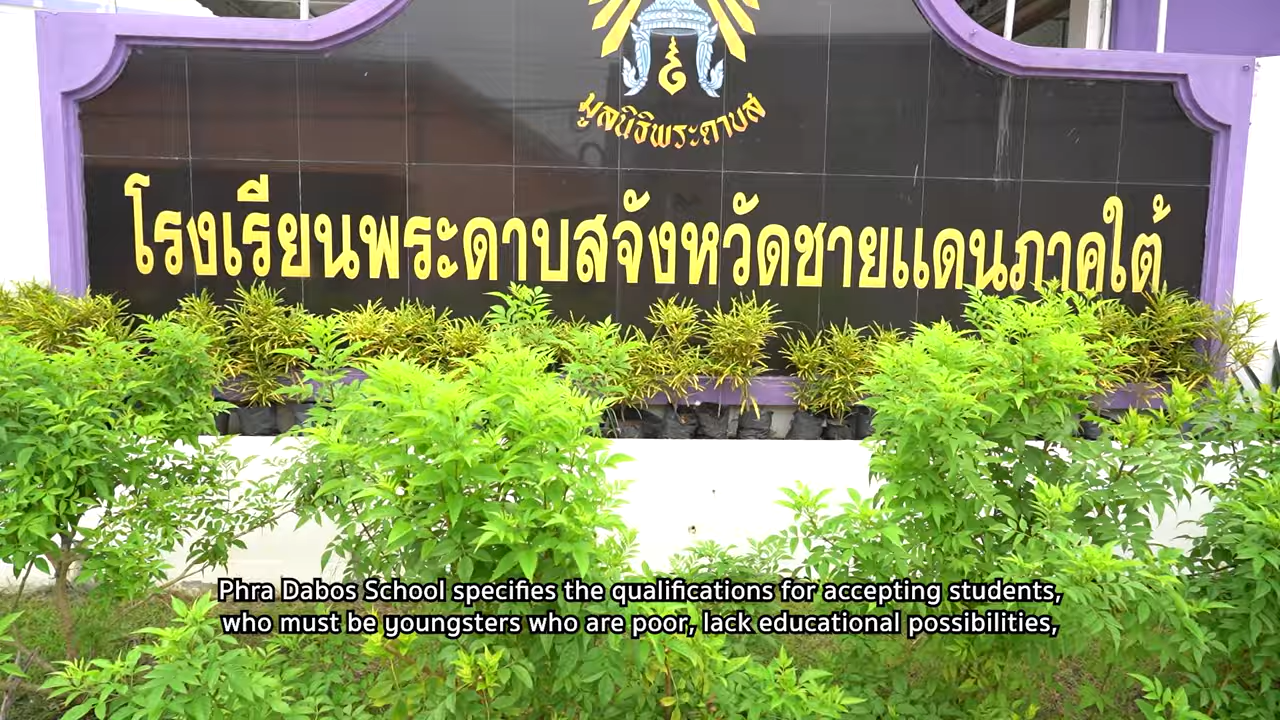 มูลนิธิพระดาบส
โรงเรียนพระดาบสจังหวัดชายแดนภาคใต้
Phra Dabos School specifies the qualifications for accepting students,
who must be youngsters who are poor, lack educational possibilities,